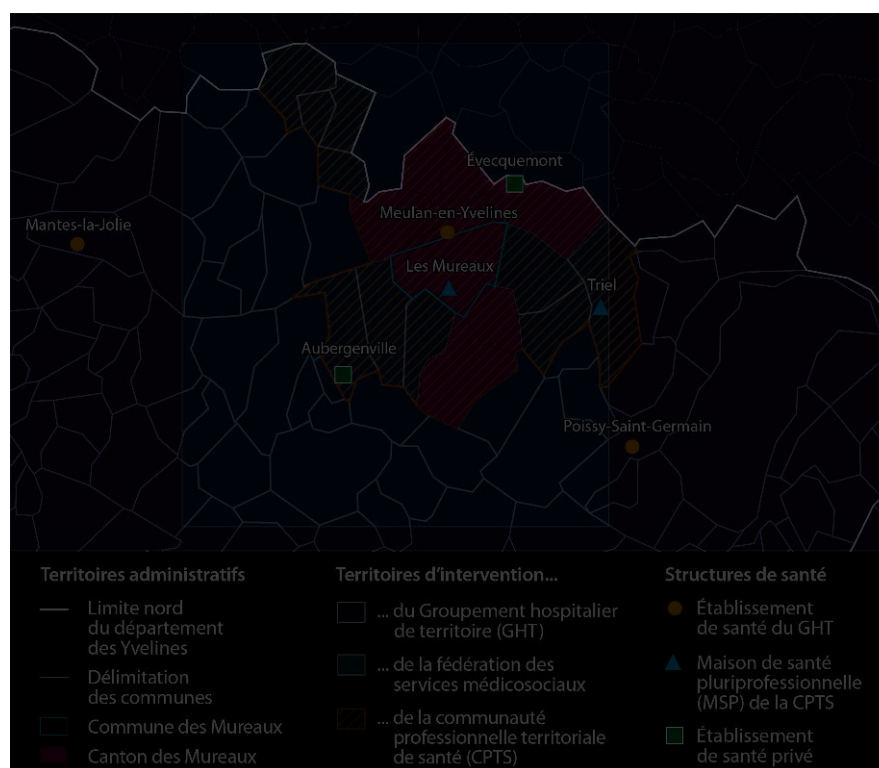 Évecquemont
Meulan-en-Yvelines
Mantes-la-Jolie
Les Mureaux
Triel
Aubergenville
Poissy-Saint-Germain
Territoires administratifs
Limite nord
du département
des Yvelines
Délimitation
des communes
Commune des Mureaux
Canton des Mureaux
Territoires d'intervention...
... du Groupement hospitalier
de territoire (GHT)
... de la fédération des
services médicosociaux
... de la communauté
professionnelle territoriale
de santé (CPTS)
Structures de santé
Établissement
de santé du GHT
Maison de santé
pluriprofessionnelle
(MSP) de la CPTS
Établissement
de santé privé